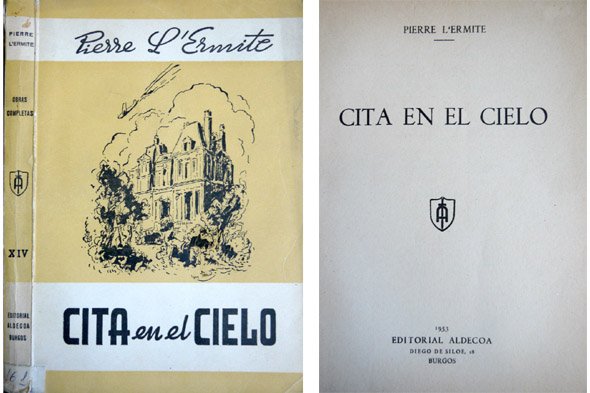 PIERRE
L'ERMITE
OBRAS
COMPLETAS
XIV
EDITORIAL
ALDECOA
BURGOS
Pierre L'Ermite
CITA en el CIELO
PIERRE L'ERMITE
CITA EN EL CIELO
1953
EDITORIAL ALDECOA
DIEGO DE SILOE, 18
BURGOS